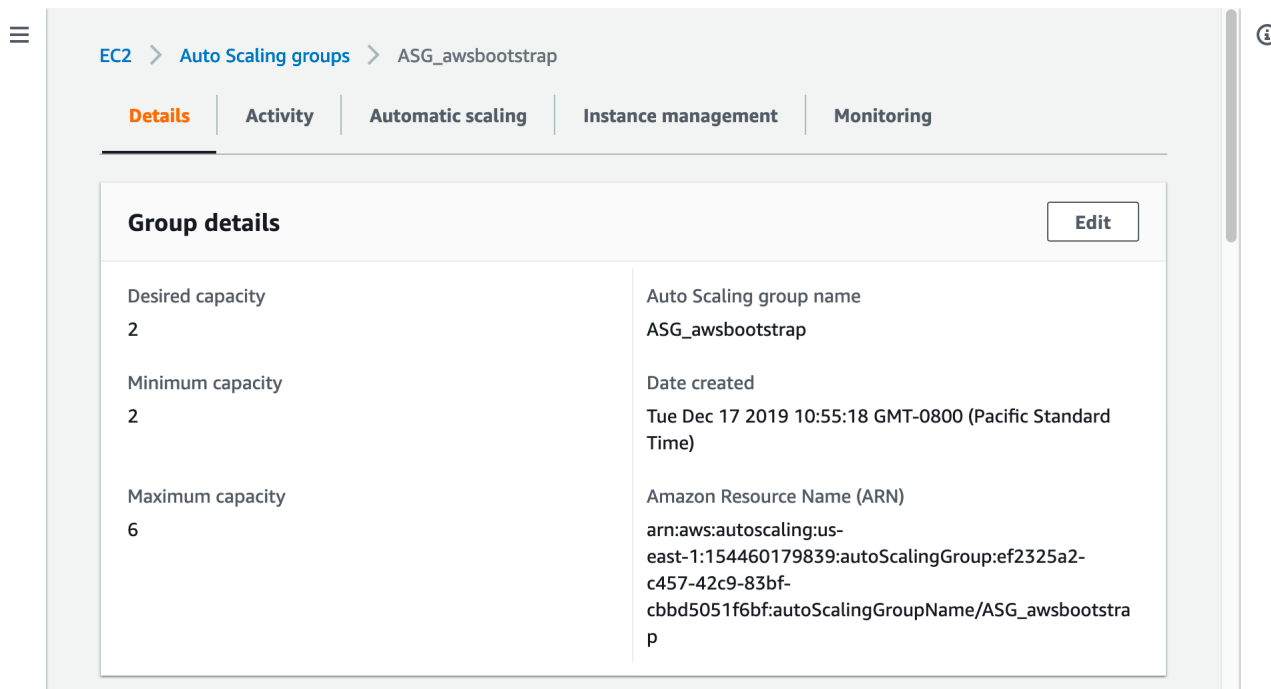 EC2 Auto Scaling groups ASG_awsbootstrap
Details Activity Automatic scaling Instance management Monitoring
Group details Edit
Desired capacity
2
Minimum capacity
2
Maximum capacity
6
Auto Scaling group name
ASG_awsbootstrap
Date created
Tue Dec 17 2019 10:55:18 GMT-0800 (Pacific Standard
Time)
Amazon Resource Name (ARN)
arn:aws:autoscaling:us-
east-1:154460179839:autoScalingGroup:ef2325a2-
c457-42c9-83bf-
cbbd5051f6bf:autoScalingGroupName/ASG_awsbootstra
p